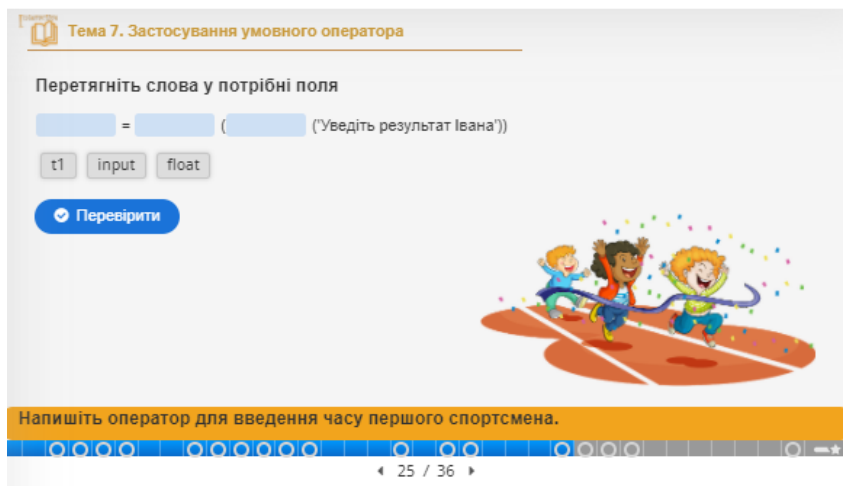 Тема 7. Застосування умовного оператора
Перетягніть слова у потрібні поля
= ( ('Уведіть результат Івана'))
t1 input float
Перевірити
Напишіть оператор для введення часу першого спортсмена.
25 / 36